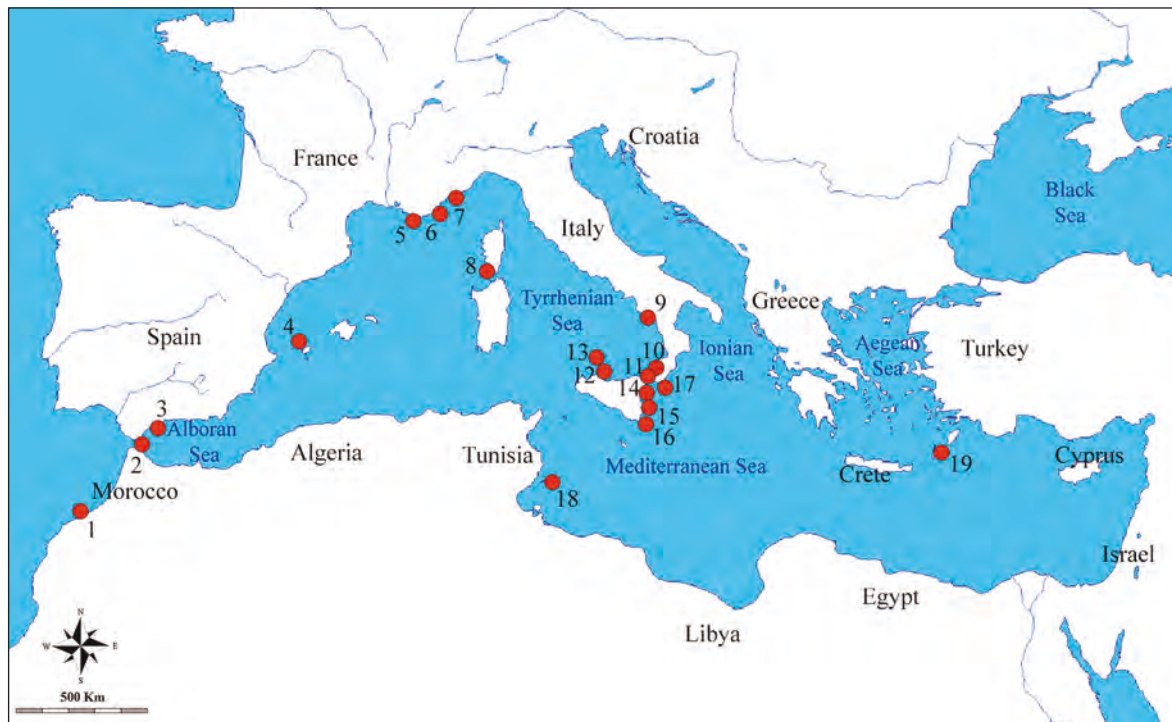 Croatia
France
Black
Sea
7
6
5
Italy
8
Tyrrhenian
Sea
9
Greece
4
Spain
Ionian
Sea
Aegean
Sea
Turkey
13
10
11
12
14
17
15
3
Alboran
Sea
2
16
Algeria
Tunisia
Mediterranean Sea
Crete
19
Cyprus
Morocco
18
1
Israel
Egypt
Libya
N
W
E
S
500 Km